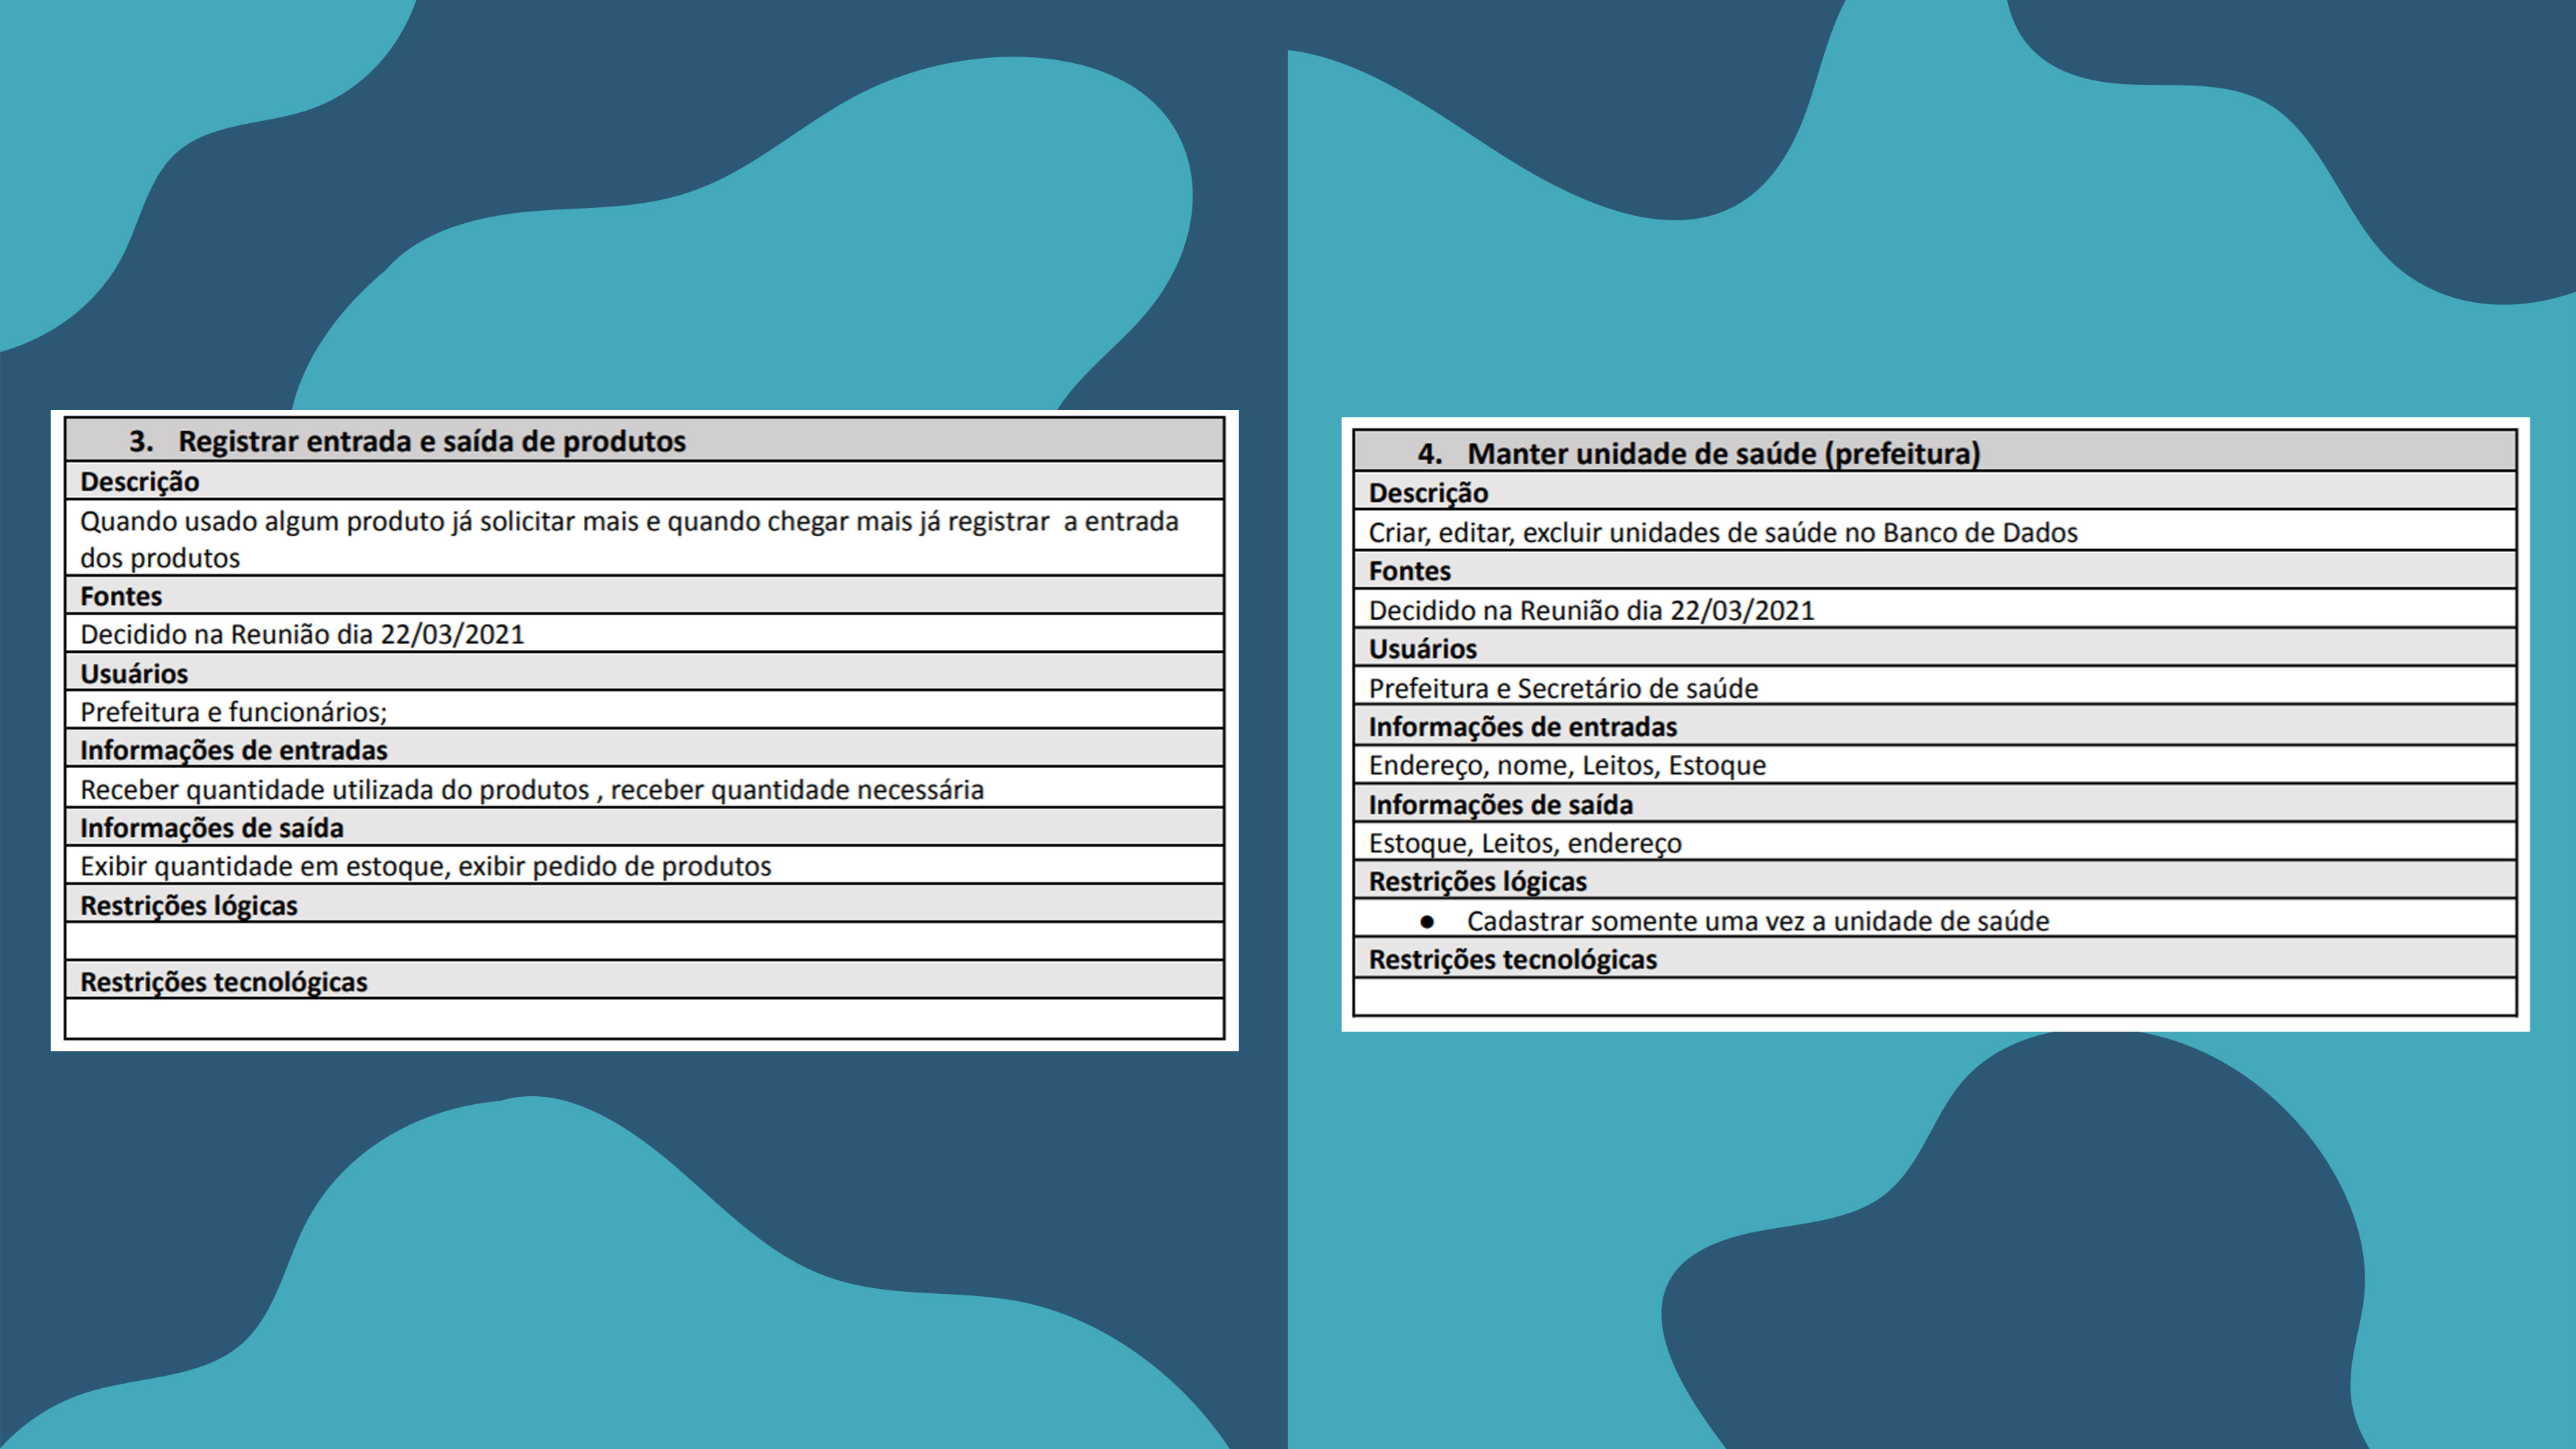 3. Registrar entrada e saída de produtos
Descrição
Quando usado algum produto já solicitar mais e quando chegar mais já registrar  a entrada
dos produtos
Fontes
Decidido na Reunião dia 22/03/2021
Usuários
Prefeitura e funcionários;
Informações de entradas
Receber quantidade utilizada do produtos , receber quantidade necessária
Informações de saída
Exibir quantidade em estoque, exibir pedido de produtos
Restrições lógicas
Restrições tecnológicas
4. Manter unidade de saúde (prefeitura)
Descrição
Criar, editar, excluir unidades de saúde no Banco de Dados
Fontes
Decidido na Reunião dia 22/03/2021
Usuários
Prefeitura e Secretário de saúde
Informações de entradas
Endereço, nome, Leitos, Estoque
Informações de saída
Estoque, Leitos, endereço
Restrições lógicas
● Cadastrar somente uma vez a unidade de saúde
Restrições tecnológicas